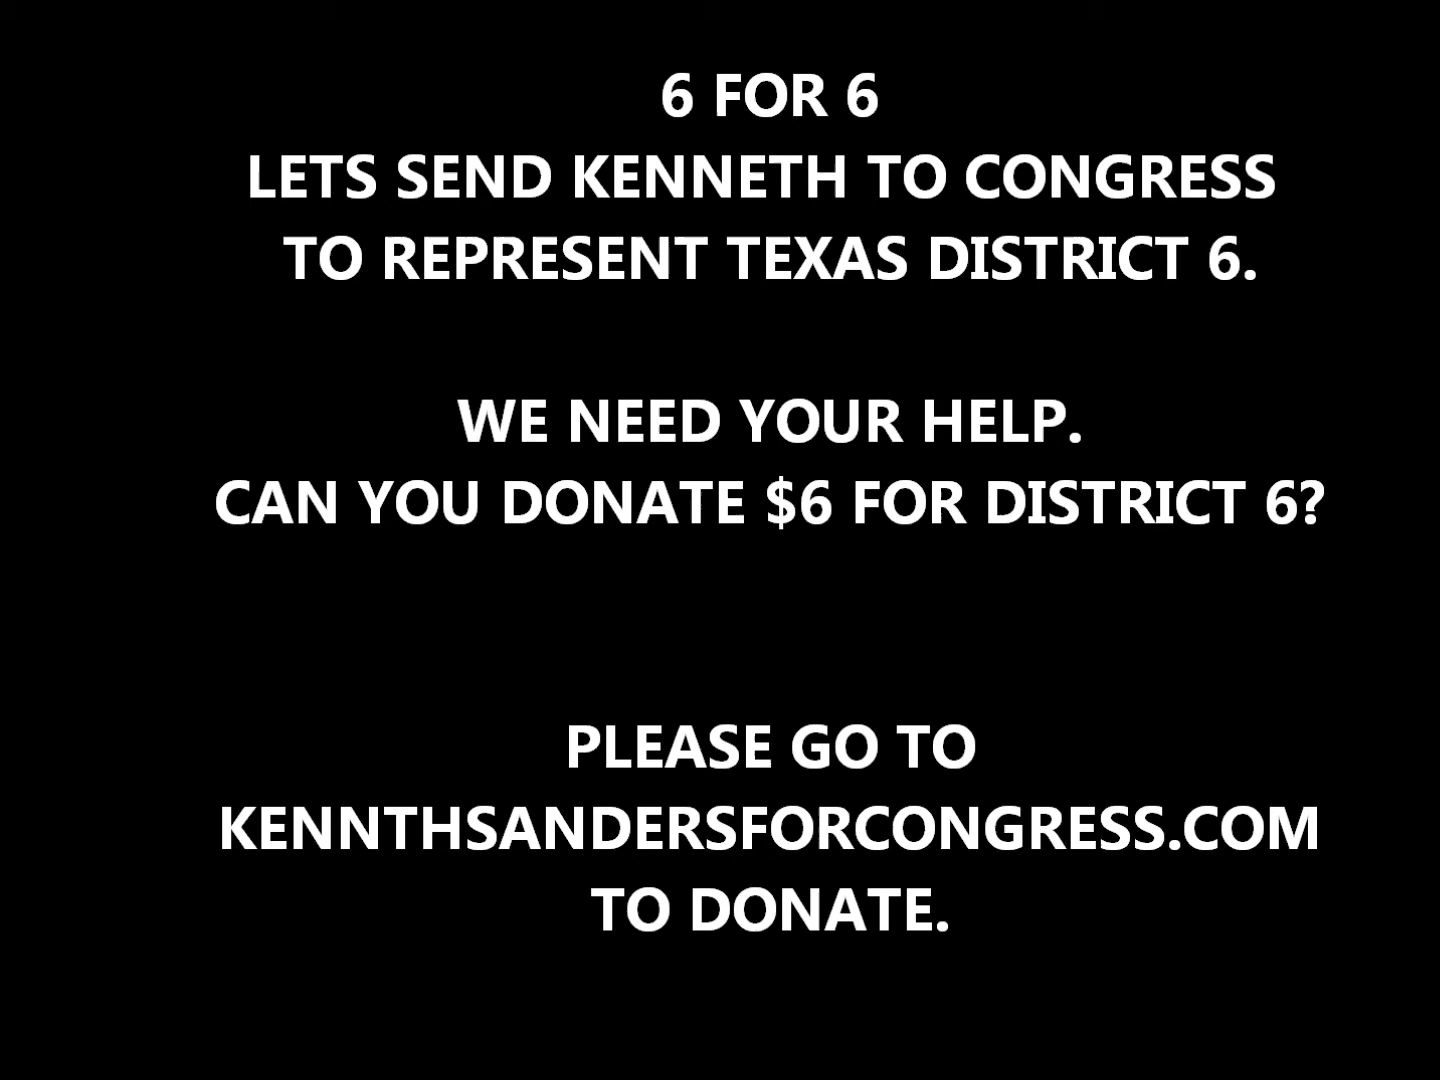 6 FOR 6
LETS SEND KENNETH TO CONGRESS
TO REPRESENT TEXAS DISTRICT 6.
WE NEED YOUR HELP.
CAN YOU DONATE $6 FOR DISTRICT 6?
PLEASE GO TO
KENNTHSANDERSFORCONGRESS.COM
TO DONATE.